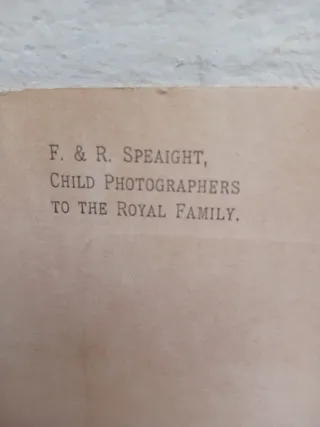 F. & R. SPEAIGHT,
CHILD PHOTOGRAPHERS
TO THE ROYAL FAMILY.